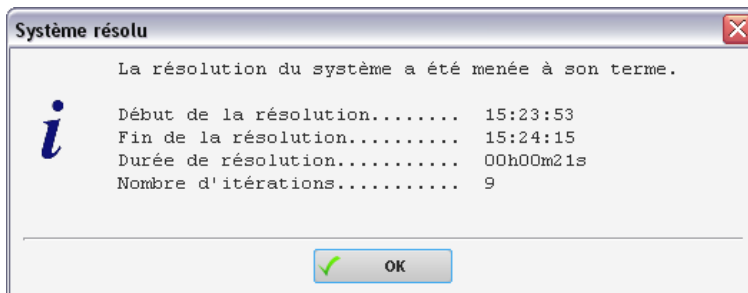 Système résolu
La résolution du système a été menée à son terme.
Début de la résolution........ 15:23:53
Fin de la résolution.......... 15:24:15
Durée de résolution........... 00h00m21s
Nombre d'itérations........... 9
OK